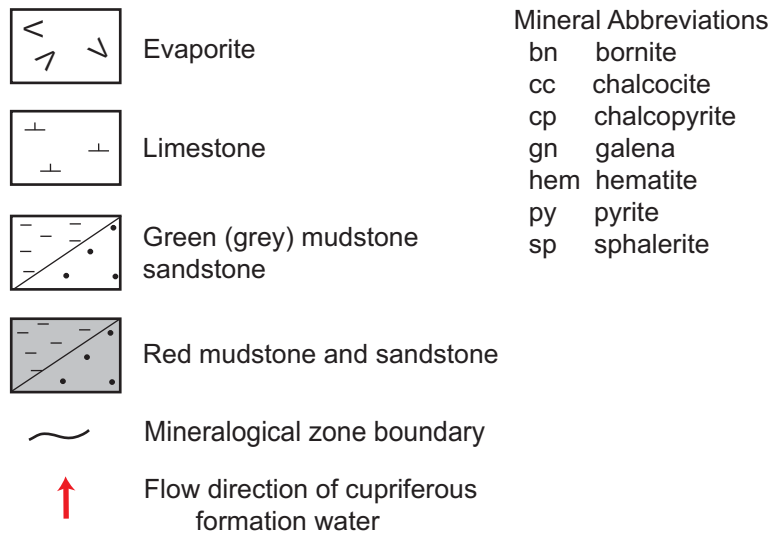 Evaporite
Limestone
Green (grey) mudstone
sandstone
Red mudstone and sandstone
Mineralogical zone boundary
Flow direction of cupriferous
formation water
Mineral Abbreviations
bn bornite
cc chalcocite
cp chalcopyrite
gn galena
hem hematite
py pyrite
sp sphalerite